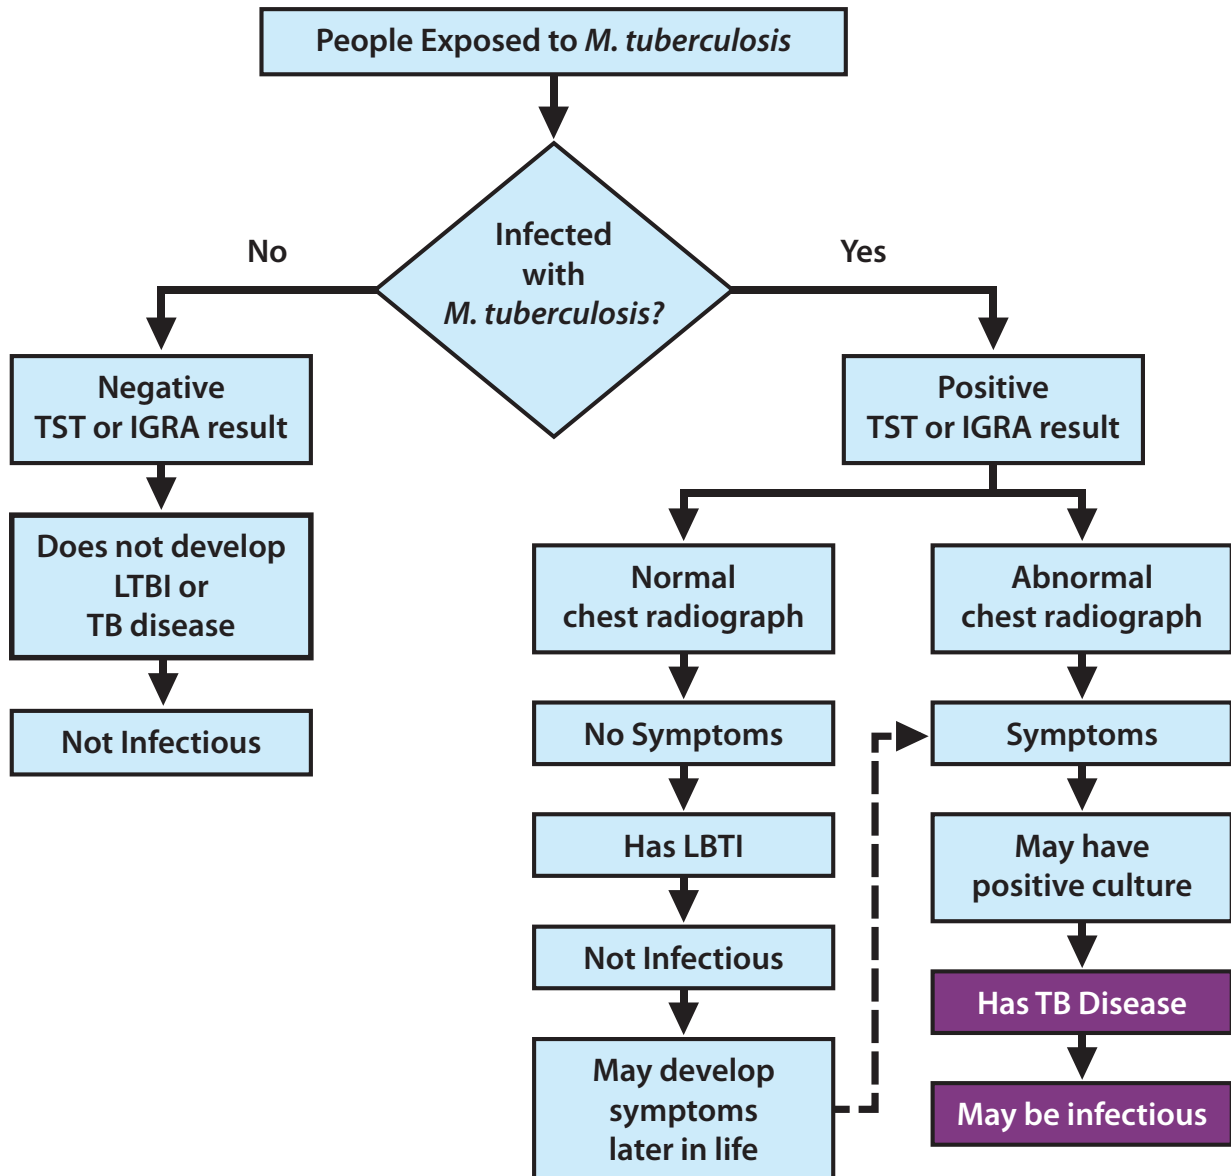 People Exposed to M. tuberculosis
Infected
with
M. tuberculosis?
No
Yes
Negative
TST or IGRA result
Does not develop
LTBI or
TB disease
Not Infectious
Positive
TST or IGRA result
Normal
chest radiograph
No Symptoms
Has LBTI
Not Infectious
May develop
symptoms
later in life
Abnormal
chest radiograph
Symptoms
May have
positive culture
Has TB Disease
May be infectious